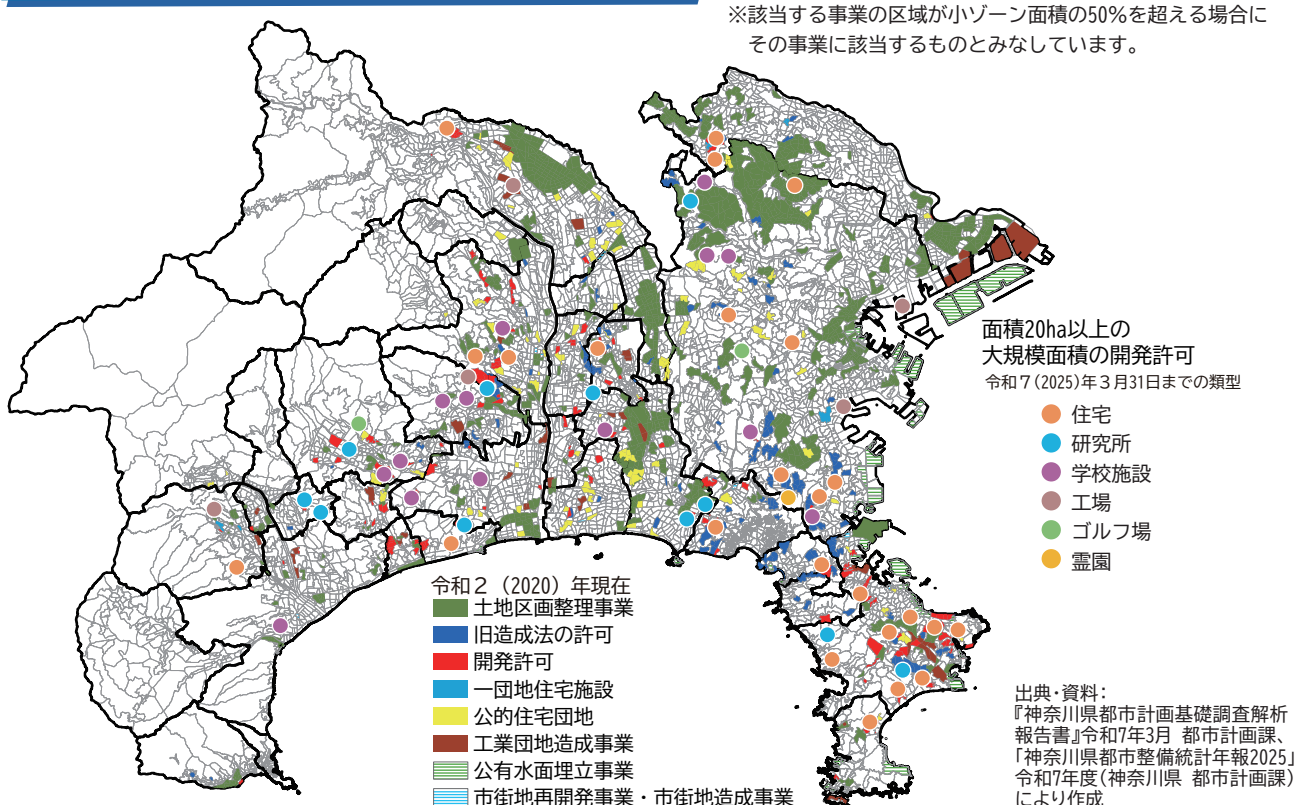 ※該当する事業の区域が小ゾーン面積の50%を超える場合に
その事業に該当するものとみなしています。
面積20ha以上の
大規模面積の開発許可
令和７(2025)年３月31日までの類型
住宅
研究所
学校施設
工場
ゴルフ場
霊園
令和２（2020）年現在
土地区画整理事業
旧造成法の許可
開発許可
一団地住宅施設
公的住宅団地
工業団地造成事業
公有水面埋立事業
市街地再開発事業・市街地造成事業
出典・資料：
『神奈川県都市計画基礎調査解析
報告書』令和7年3月 都市計画課、
「神奈川県都市整備統計年報2025」
令和7年度(神奈川県 都市計画課)
により作成